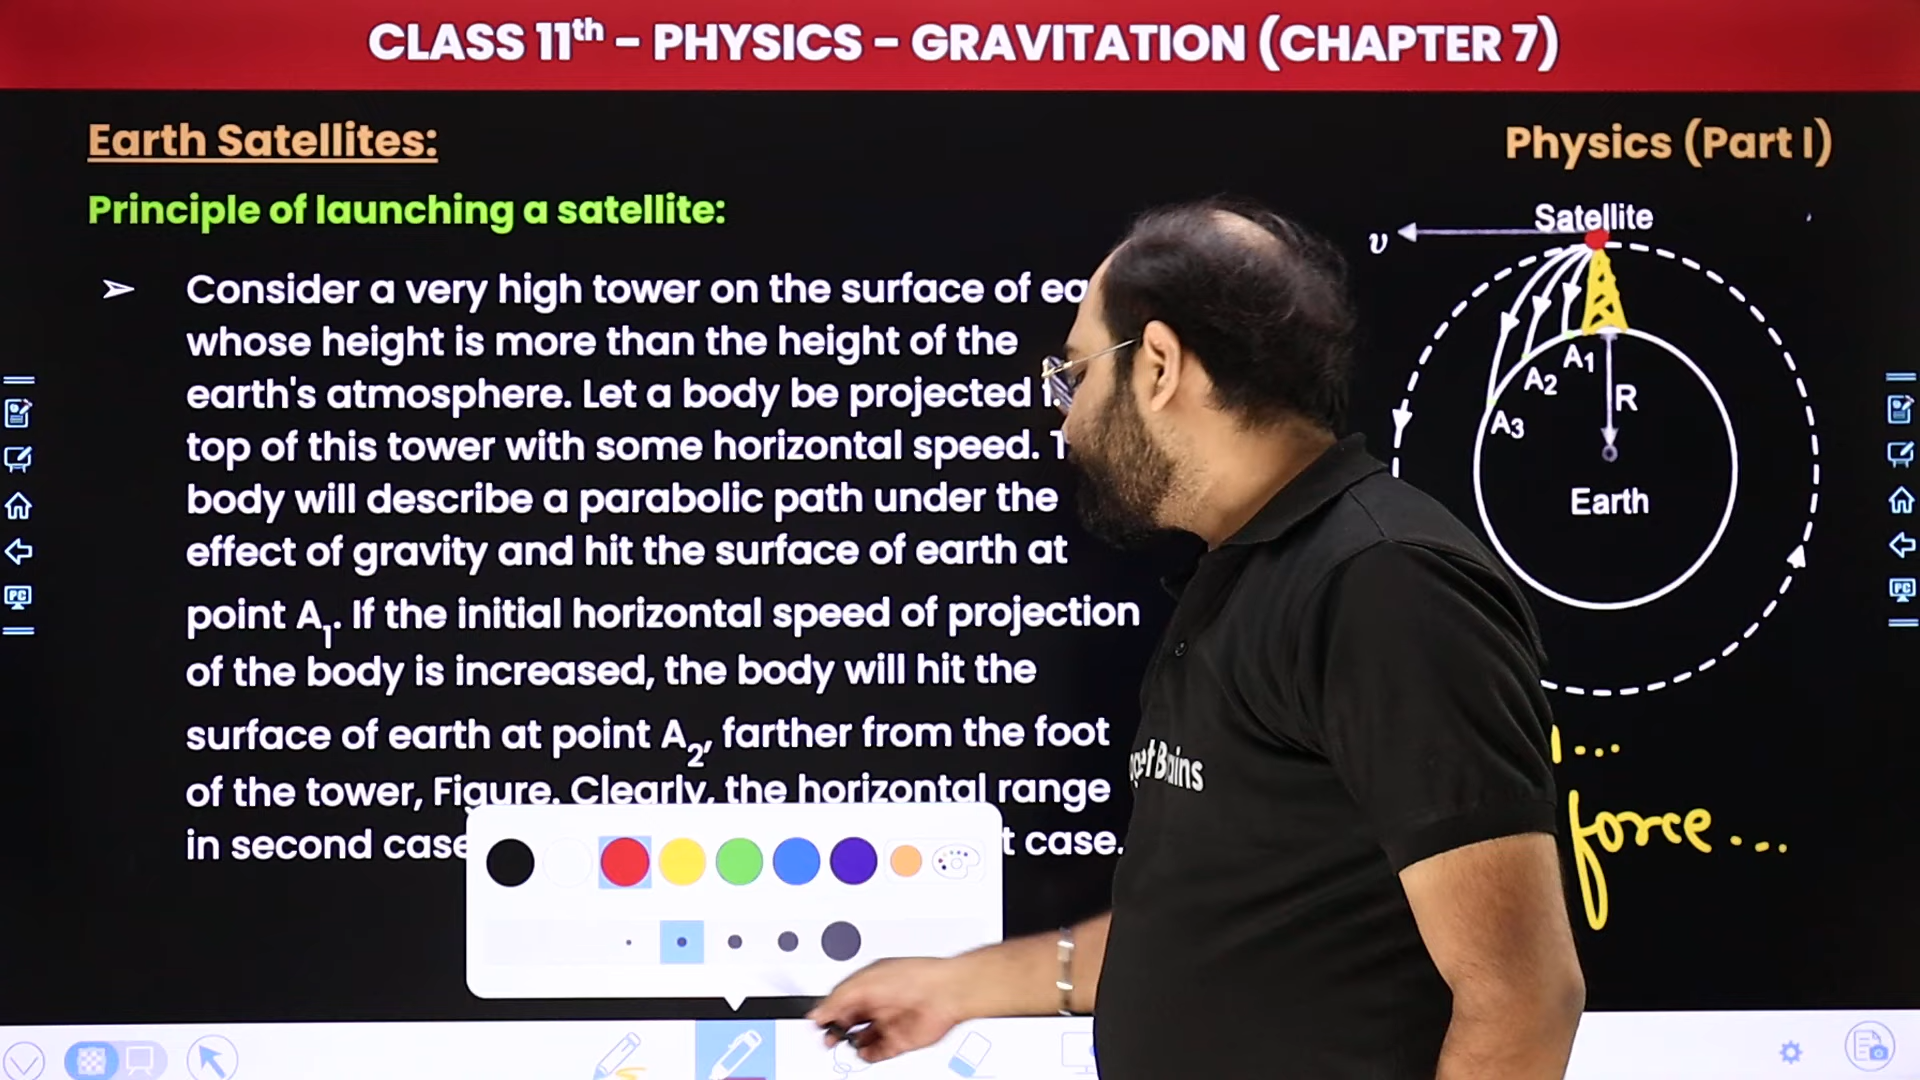 CLASS 11th - PHYSICS - GRAVITATION (CHAPTER 7)
Earth Satellites:
Physics (Part I)
Principle of launching a satellite:
Satellite
υ
➢ Consider a very high tower on the surface of ea
whose height is more than the height of the
earth's atmosphere. Let a body be projected
top of this tower with some horizontal speed. T
body will describe a parabolic path under the
effect of gravity and hit the surface of earth at
point A1. If the initial horizontal speed of projection
of the body is increased, the body will hit the
surface of earth at point A2, farther from the foot
of the tower, Figure. Clearly, the horizontal range
in second case t case.
A1
A2
A3
R
Earth
force...
Brains
PC
PC